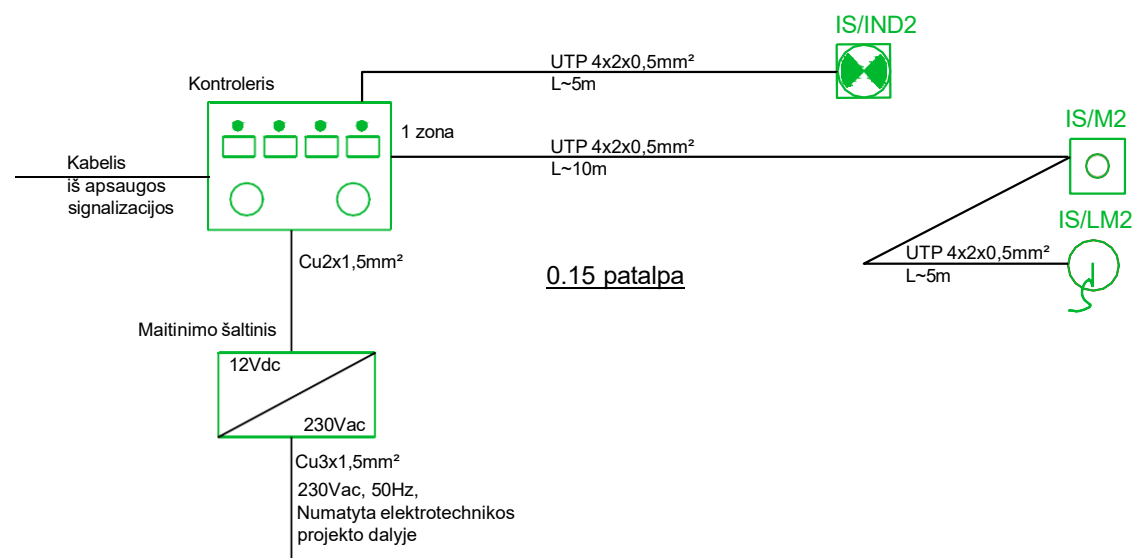 IS/IND2
UTP 4x2x0,5mm²
L~5m
Kontroleris
1 zona
IS/M2
UTP 4x2x0,5mm²
L~10m
Kabelis
iš apsaugos
signalizacijos
IS/LM2
UTP 4x2x0,5mm²
L~5m
Cu2x1,5mm²
0.15 patalpa
Maitinimo šaltinis
12Vdc
230Vac
Cu3x1,5mm²
230Vac, 50Hz,
Numatyta elektrotechnikos
projekto dalyje